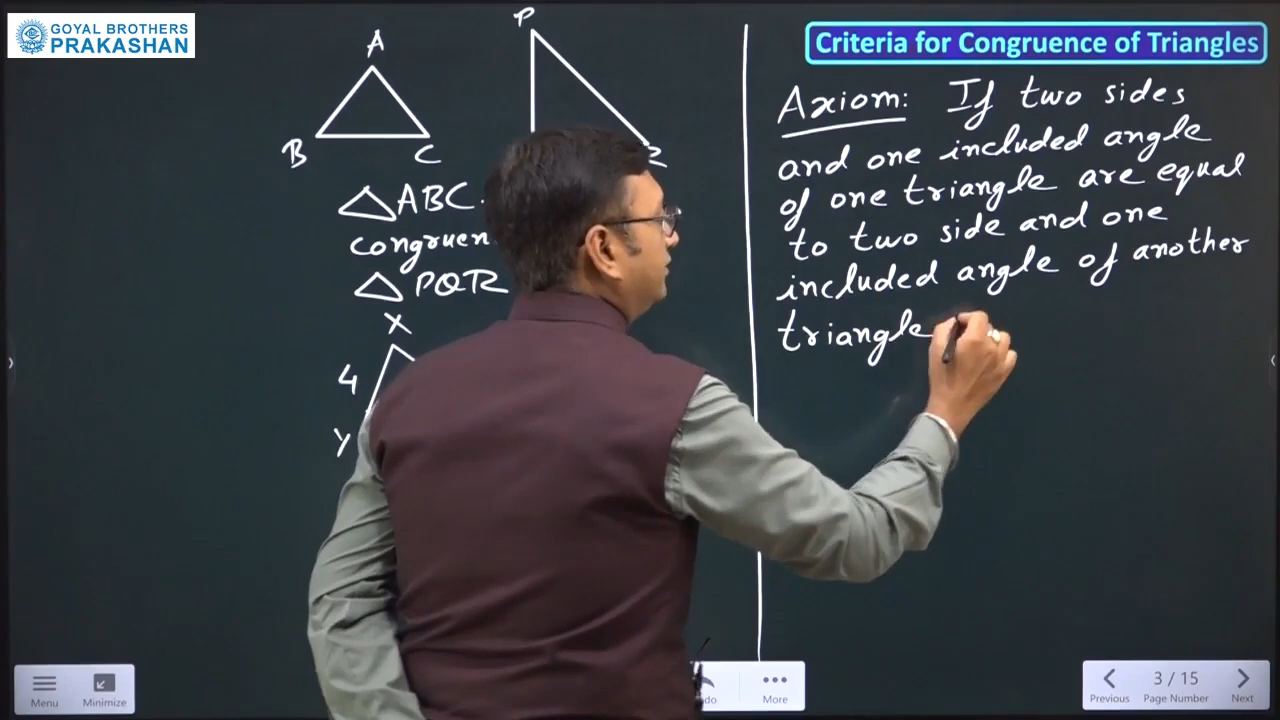 GOYAL BROTHERS
PRAKASHAN
Criteria for Congruence of Triangles
A
B
C
P
△ABC
△PQR
X
4
Y
Axiom: If two sides
and one included angle
of one triangle are equal
to two side and one
included angle of another
triangle
Menu
Minimize
More
Previous
3 / 15
Page Number
Next